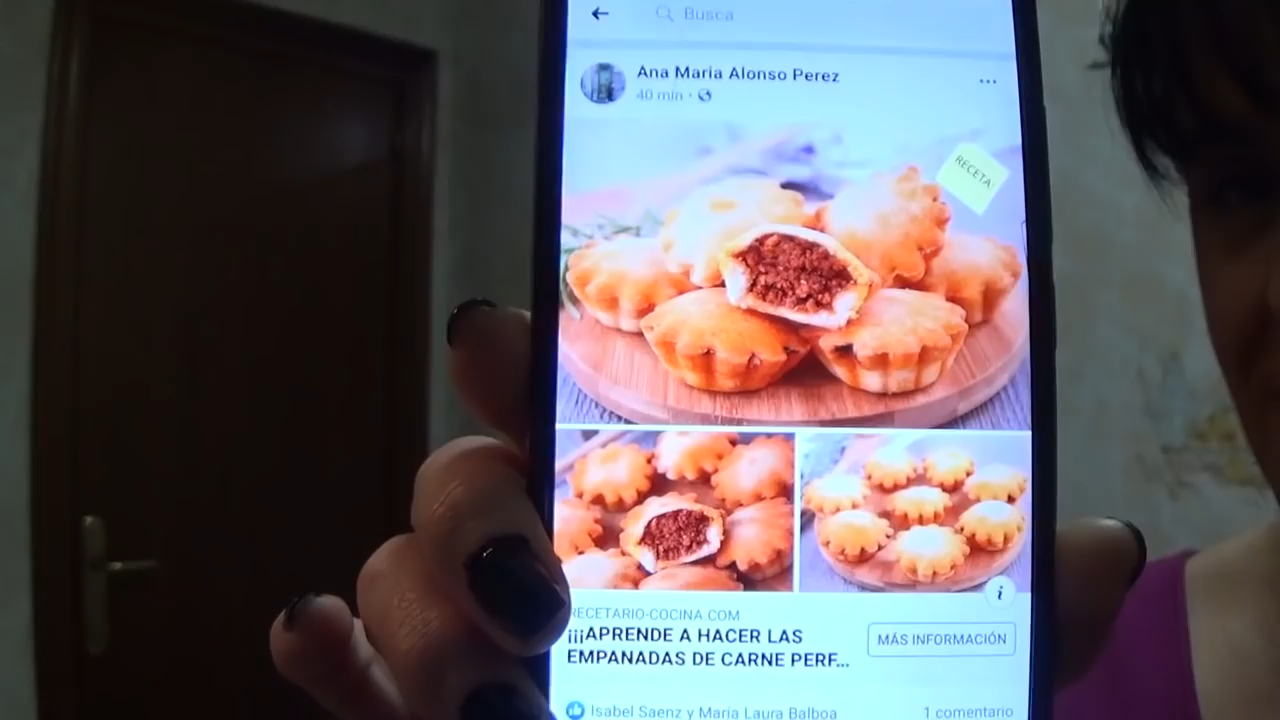 Busca
Ana Maria Alonso Perez
40 min
RECETA
RECETARIO-COCINA COM
¡¡¡APRENDE A HACER LAS
EMPANADAS DE CARNE PERF...
MÁS INFORMACIÓN
Isabel Saenz y Maria Laura Balboa
1 comentario